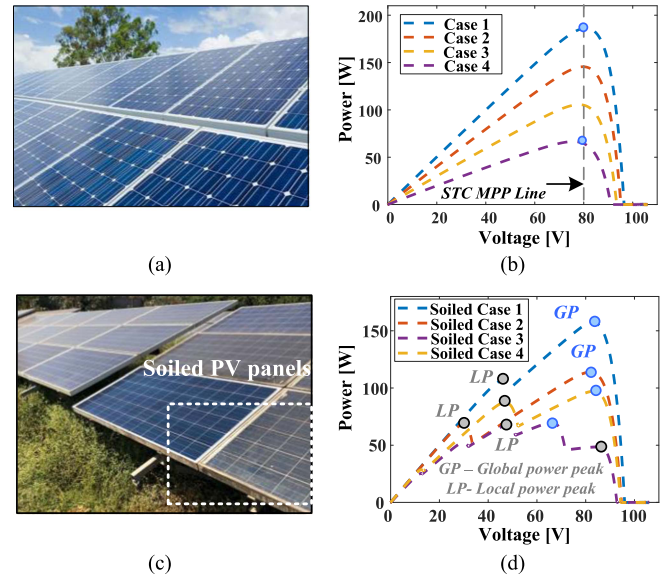 200
150
100
50
0
Power [W]
Case 1
Case 2
Case 3
Case 4
STC MPP Line
0 20 40 60 80 100
Voltage [V]
(a)
(b)
Soiled PV panels
150
100
50
0
Power [W]
Soiled Case 1
Soiled Case 2
Soiled Case 3
Soiled Case 4
GP
GP
LP
LP
LP
GP – Global power peak
LP- Local power peak
0 20 40 60 80 100
Voltage [V]
(c)
(d)